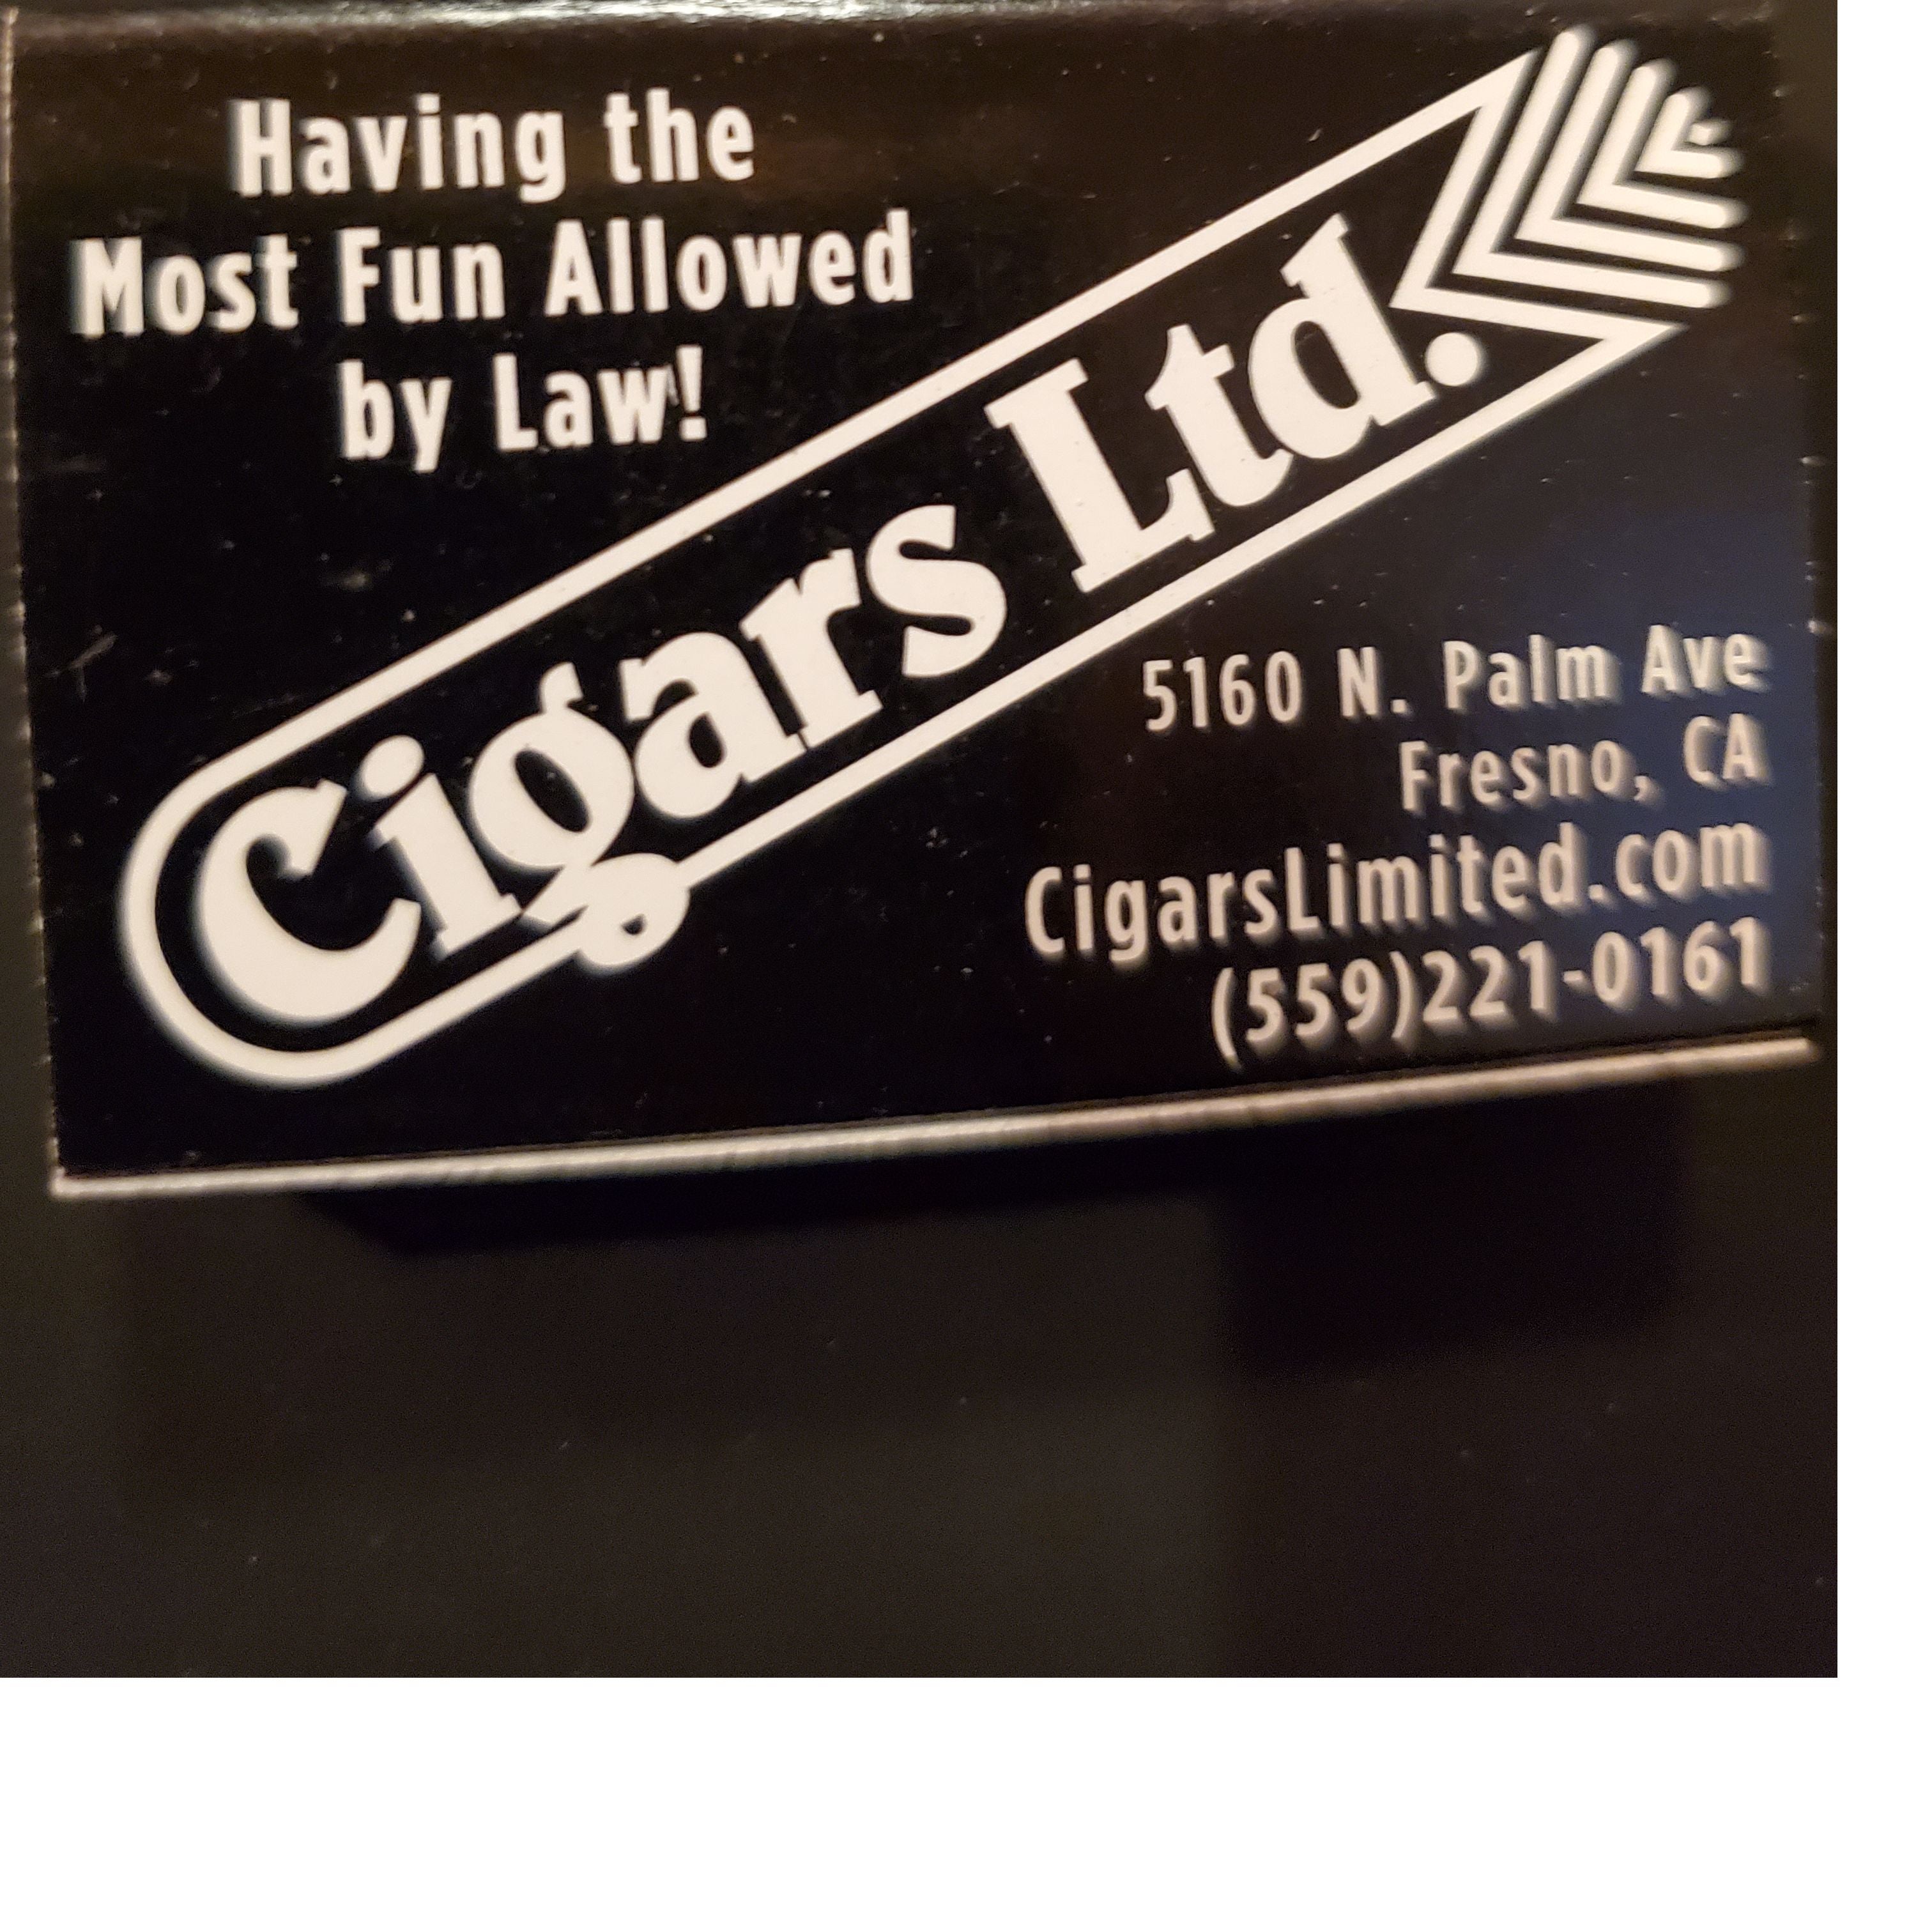 Having the
Most Fun Allowed
by Law!
Cigars Ltd.
5160 N. Palm Ave
Fresno, CA
CigarsLimited.com
(559)221-0161